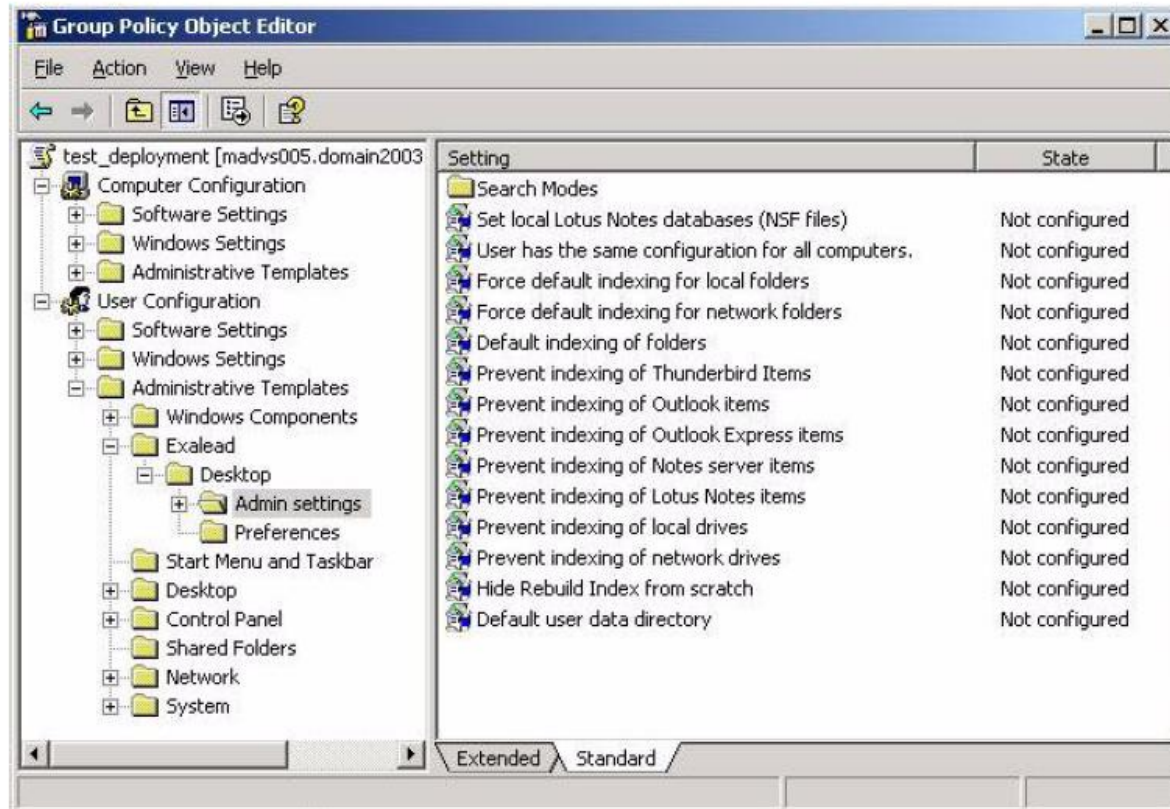 Group Policy Object Editor
File Action View Help
test_deployment [madvs005.domain2003
Computer Configuration
Software Settings
Windows Settings
Administrative Templates
User Configuration
Software Settings
Windows Settings
Administrative Templates
Windows Components
Exalead
Desktop
Admin settings
Preferences
Start Menu and Taskbar
Desktop
Control Panel
Shared Folders
Network
System
Setting State
Search Modes
Set local Lotus Notes databases (NSF files) Not configured
User has the same configuration for all computers. Not configured
Force default indexing for local folders Not configured
Force default indexing for network folders Not configured
Default indexing of folders Not configured
Prevent indexing of Thunderbird Items Not configured
Prevent indexing of Outlook items Not configured
Prevent indexing of Outlook Express items Not configured
Prevent indexing of Notes server items Not configured
Prevent indexing of Lotus Notes items Not configured
Prevent indexing of local drives Not configured
Prevent indexing of network drives Not configured
Hide Rebuild Index from scratch Not configured
Default user data directory Not configured
Extended Standard